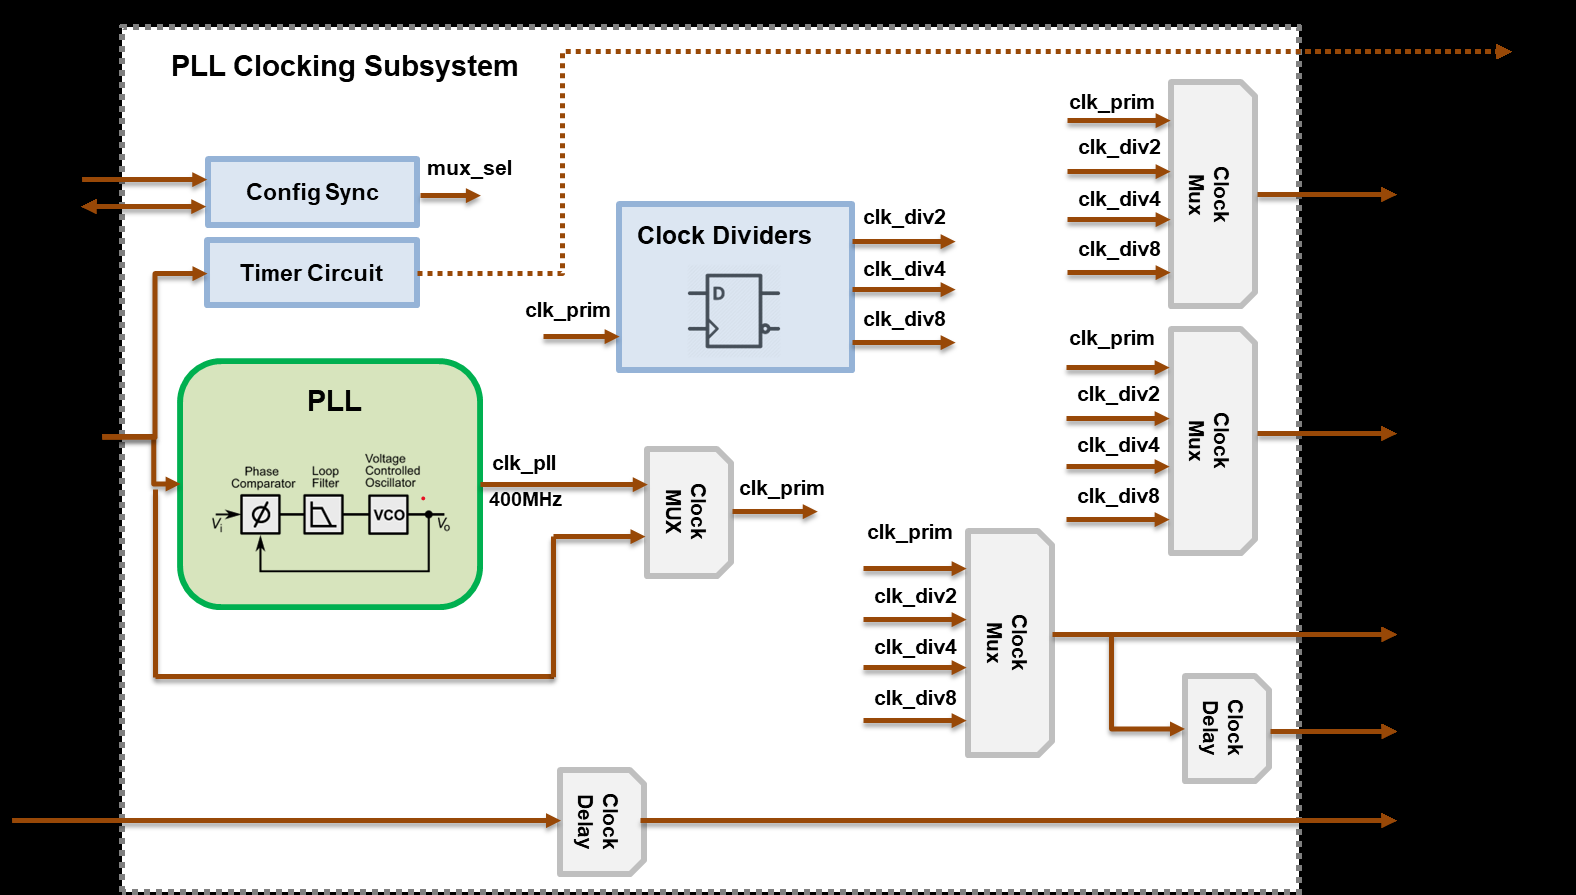 PLL Clocking Subsystem
Config Sync
mux_sel
Timer Circuit
Clock Dividers
D
clk_prim
clk_div2
clk_div4
clk_div8
clk_prim
clk_div2
clk_div4
clk_div8
Clock
Mux
clk_prim
clk_div2
clk_div4
clk_div8
Clock
Mux
PLL
Phase
Comparator
Loop
Filter
Voltage
Controlled
Oscillator
Vi
ϕ
VCO
Vo
clk_pll
400MHz
Clock
MUX
clk_prim
clk_prim
clk_div2
clk_div4
clk_div8
Clock
Mux
Clock
Delay
Clock
Delay